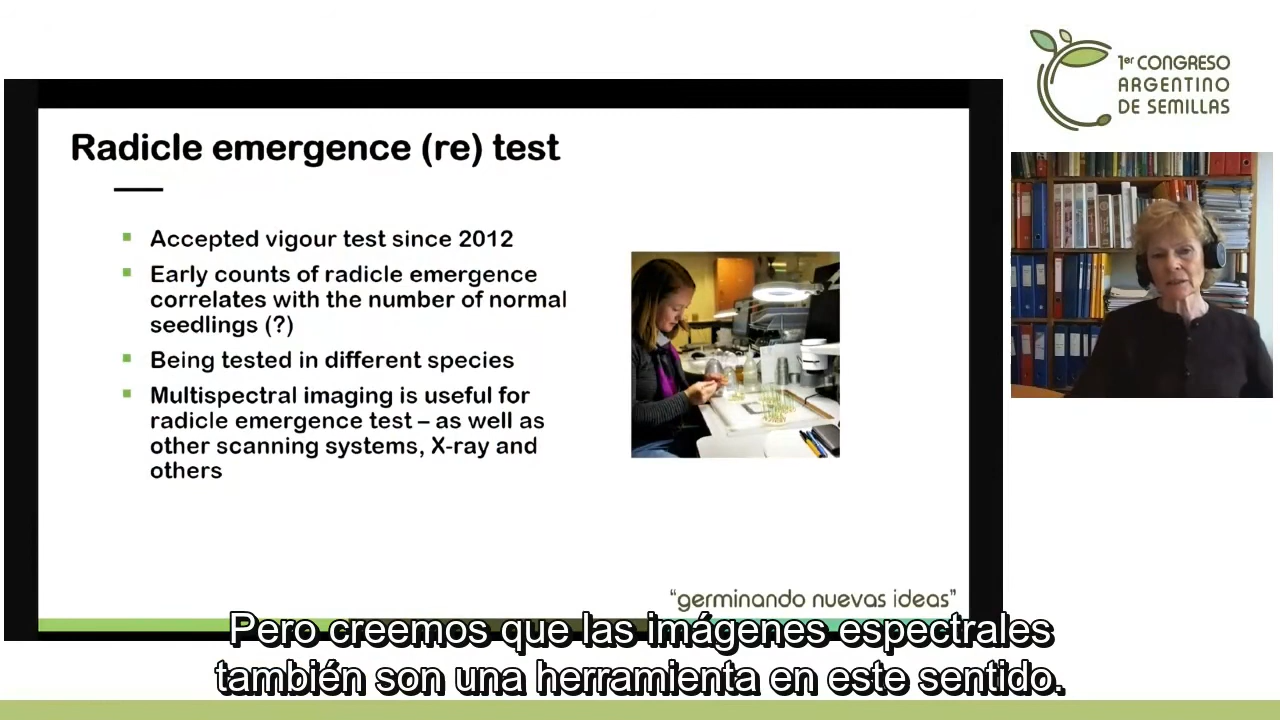 1er CONGRESO
ARGENTINO
DE SEMILLAS
Radicle emergence (re) test
Accepted vigour test since 2012
Early counts of radicle emergence
correlates with the number of normal
seedlings (?)
Being tested in different species
Multispectral imaging is useful for
radicle emergence test – as well as
other scanning systems, X-ray and
others
“germinando nuevas ideas”
Pero creemos que las imágenes espectrales
también son una herramienta en este sentido.